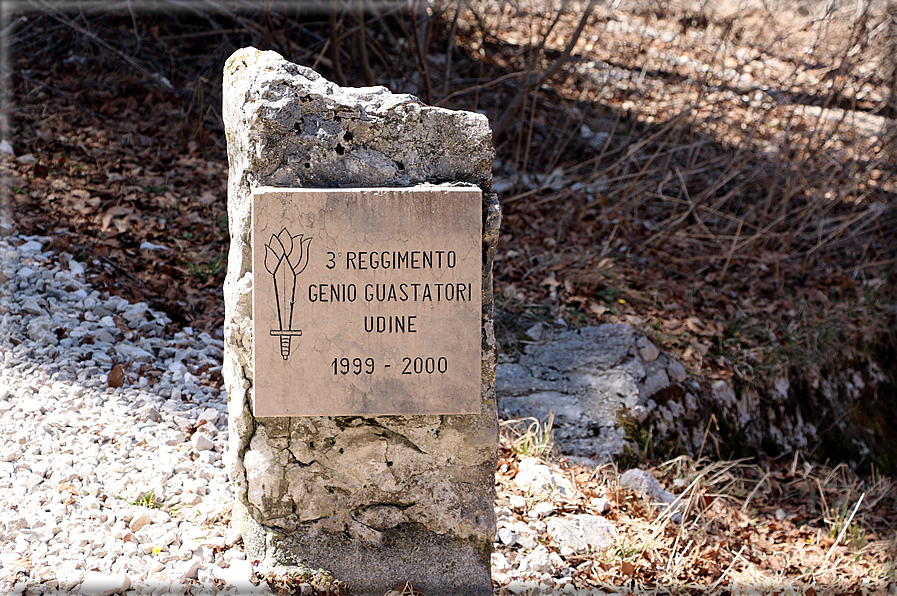 3° REGGIMENTO
GENIO GUASTATORI
UDINE
1999 - 2000